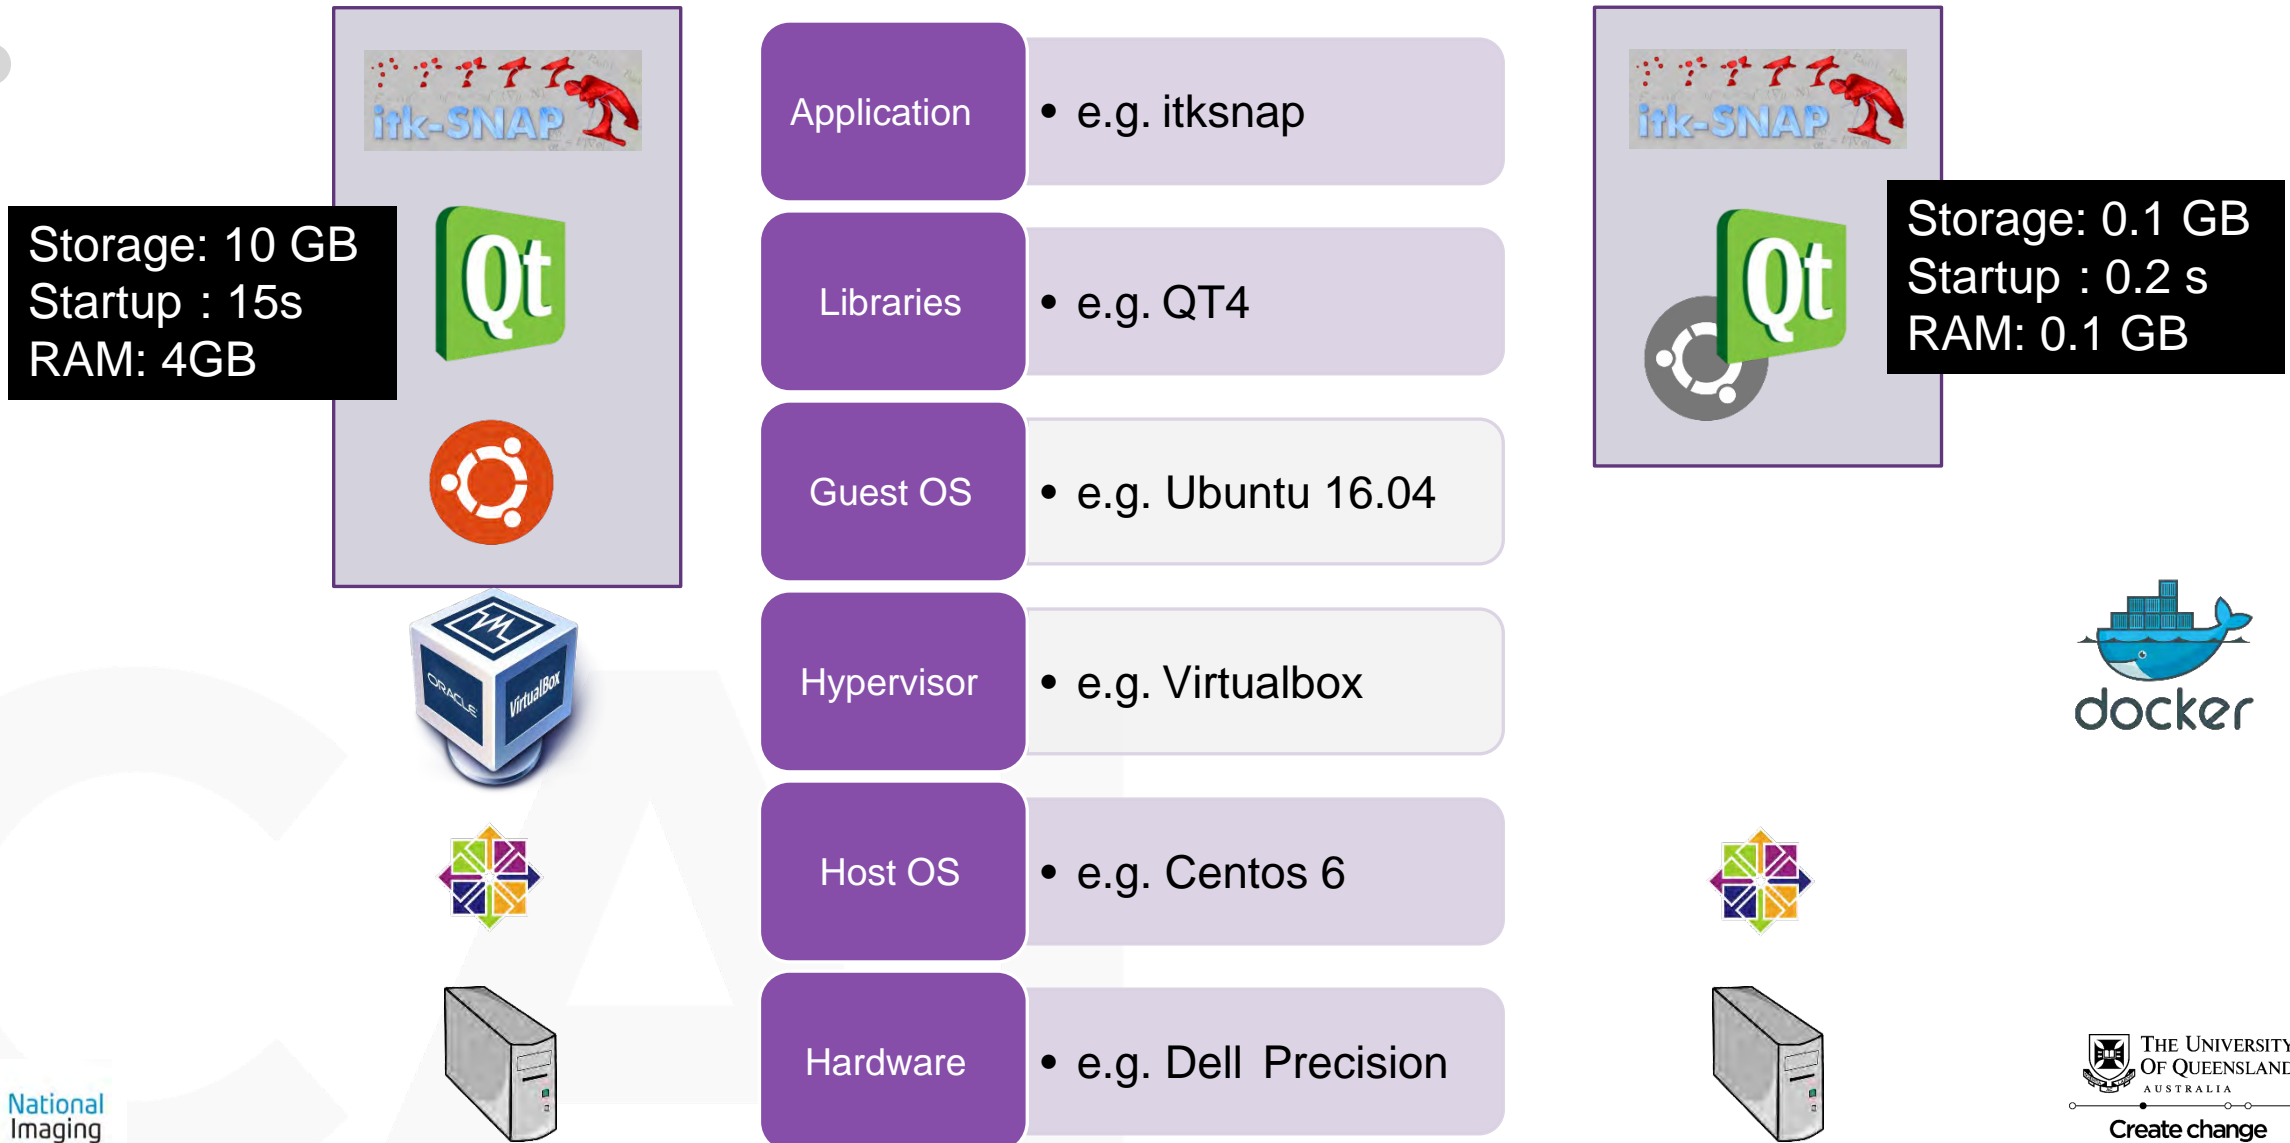 itk-SNAP
Storage: 10 GB
Startup : 15s
RAM: 4GB
Qt
ORACLE
VirtualBox
Application
• e.g. itksnap
Libraries
• e.g. QT4
Guest OS
• e.g. Ubuntu 16.04
Hypervisor
• e.g. Virtualbox
Host OS
• e.g. Centos 6
Hardware
• e.g. Dell Precision
itk-SNAP
Qt
Storage: 0.1 GB
Startup : 0.2 s
RAM: 0.1 GB
docker
National
Imaging
THE UNIVERSITY
OF QUEENSLAND
AUSTRALIA
Create change